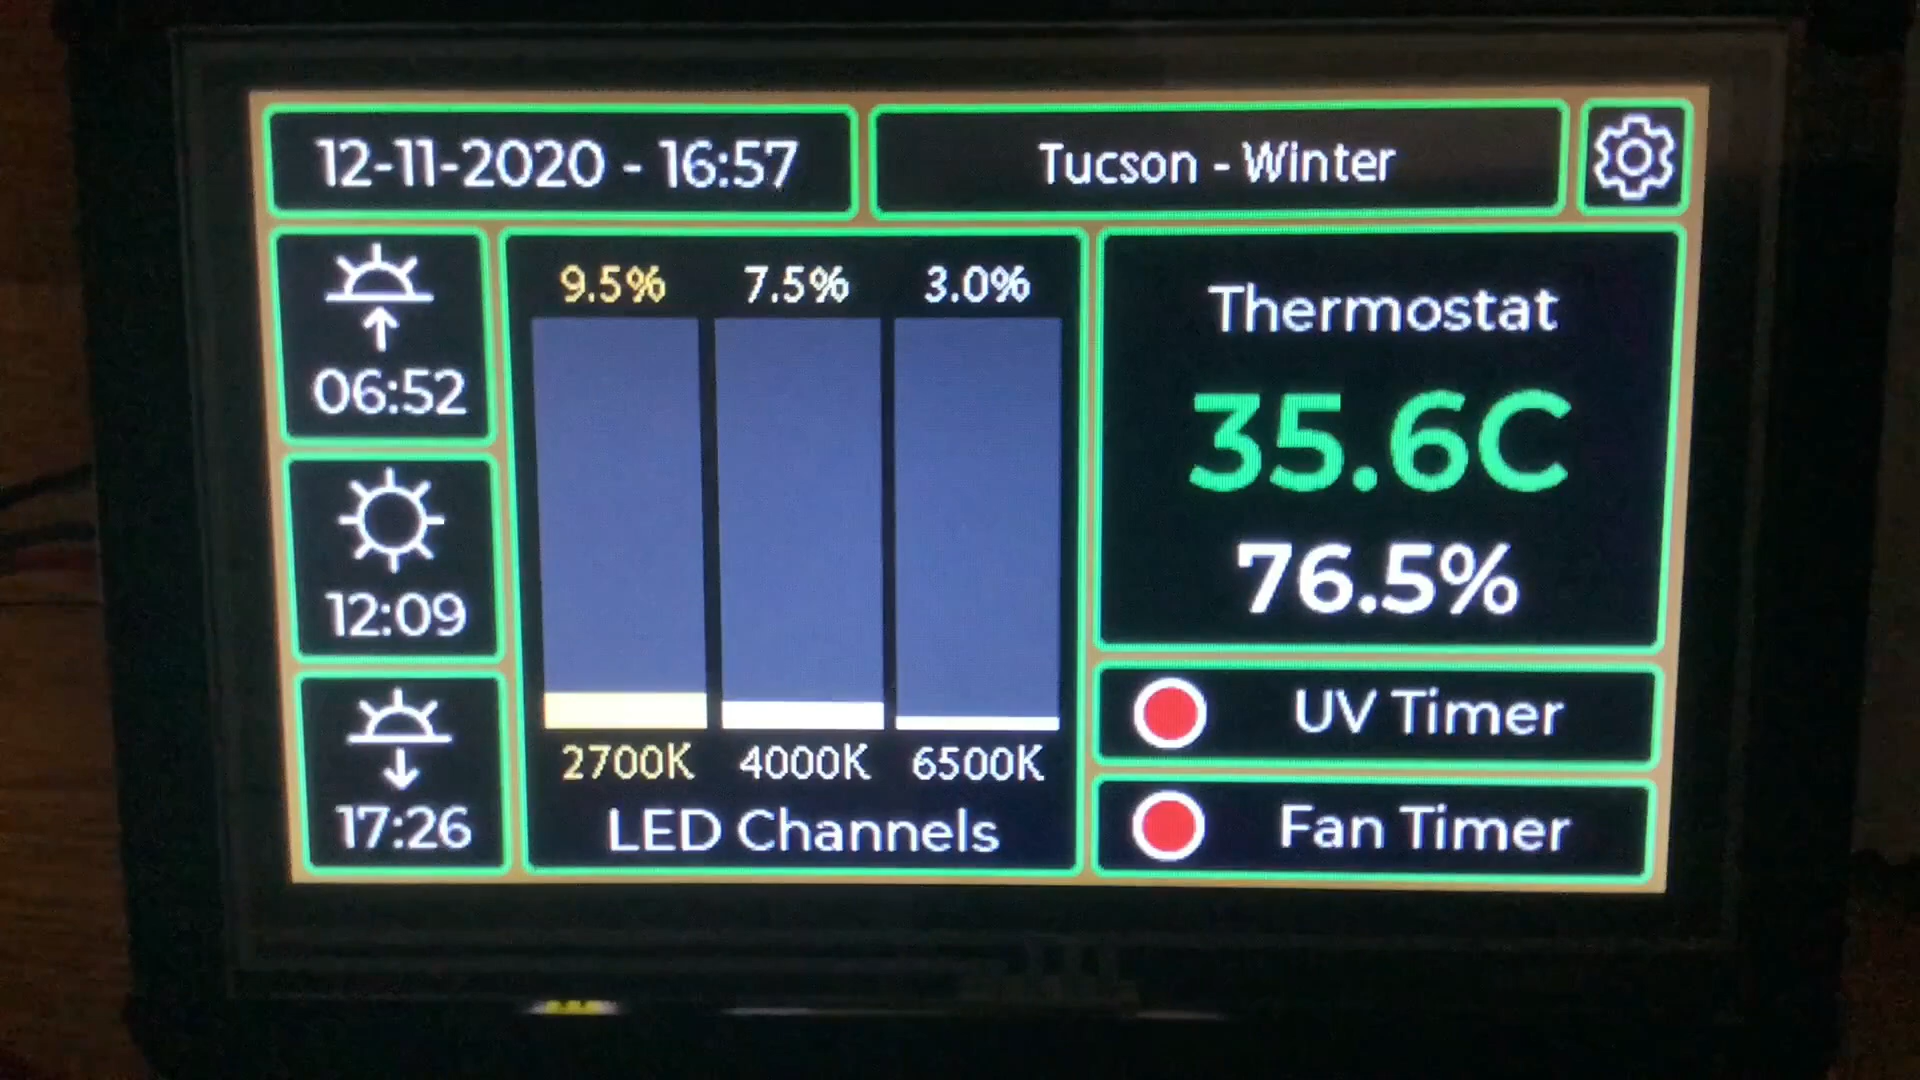 12-11-2020 - 16:57
Tucson - Winter
06:52
12:09
17:26
9.5% 7.5% 3.0%
2700K 4000K 6500K
LED Channels
Thermostat
35.6C
76.5%
UV Timer
Fan Timer